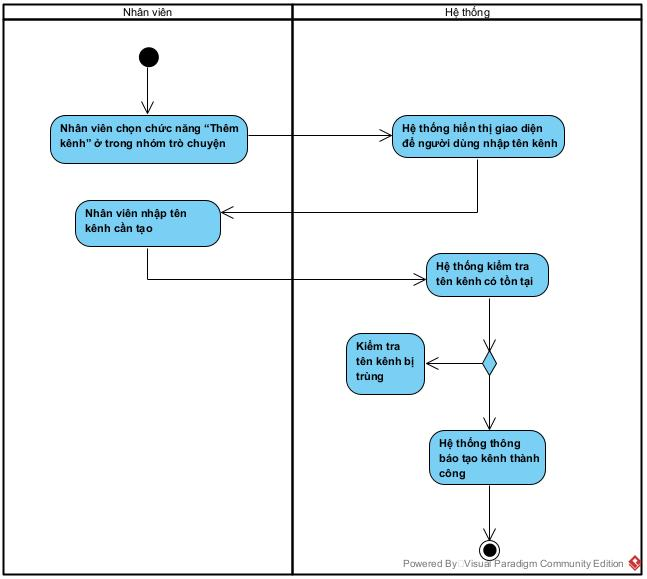 Nhân viên
Hệ thống
Nhân viên chọn chức năng “Thêm
kênh” ở trong nhóm trò chuyện
Hệ thống hiển thị giao diện
để người dùng nhập tên kênh
Nhân viên nhập tên
kênh cần tạo
Hệ thống kiểm tra
tên kênh có tồn tại
Kiểm tra
tên kênh bị
trùng
Hệ thống thông
báo tạo kênh thành
công
Powered By Visual Paradigm Community Edition